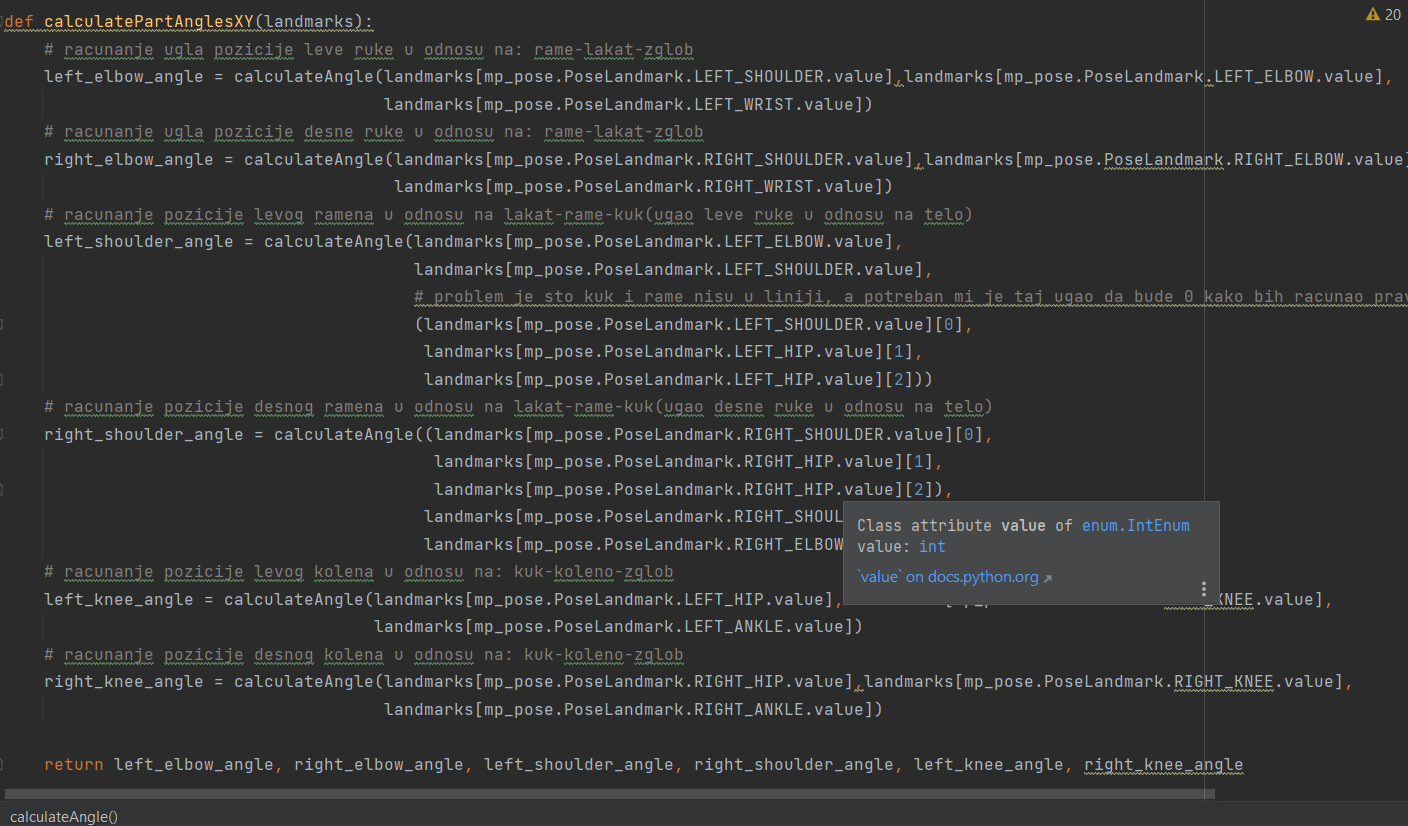 def calculatePartAnglesXY(landmarks):
20
# racunanje ugla pozicije leve ruke u odnosu na: rame-lakat-zglob
left_elbow_angle = calculateAngle(landmarks[mp_pose.PoseLandmark.LEFT_SHOULDER.value],landmarks[mp_pose.PoseLandmark.LEFT_ELBOW.value],
landmarks[mp_pose.PoseLandmark.LEFT_WRIST.value])
# racunanje ugla pozicije desne ruke u odnosu na: rame-lakat-zglob
right_elbow_angle = calculateAngle(landmarks[mp_pose.PoseLandmark.RIGHT_SHOULDER.value],landmarks[mp_pose.PoseLandmark.RIGHT_ELBOW.value]
landmarks[mp_pose.PoseLandmark.RIGHT_WRIST.value])
# racunanje pozicije levog ramena u odnosu na lakat-rame-kuk(ugao leve ruke u odnosu na telo)
left_shoulder_angle = calculateAngle(landmarks[mp_pose.PoseLandmark.LEFT_ELBOW.value],
landmarks[mp_pose.PoseLandmark.LEFT_SHOULDER.value],
# problem je sto kuk i rame nisu u liniji, a potreban mi je taj ugao da bude 0 kako bih racunao prav
(landmarks[mp_pose.PoseLandmark.LEFT_SHOULDER.value][0],
landmarks[mp_pose.PoseLandmark.LEFT_HIP.value][1],
landmarks[mp_pose.PoseLandmark.LEFT_HIP.value][2]))
# racunanje pozicije desnog ramena u odnosu na lakat-rame-kuk(ugao desne ruke u odnosu na telo)
right_shoulder_angle = calculateAngle((landmarks[mp_pose.PoseLandmark.RIGHT_SHOULDER.value][0],
landmarks[mp_pose.PoseLandmark.RIGHT_HIP.value][1],
landmarks[mp_pose.PoseLandmark.RIGHT_HIP.value][2]),
landmarks[mp_pose.PoseLandmark.RIGHT_SHOUL
landmarks[mp_pose.PoseLandmark.RIGHT_ELBOW
Class attribute value of enum.IntEnum
value: int
`value` on docs.python.org
# racunanje pozicije levog kolena u odnosu na: kuk-koleno-zglob
left_knee_angle = calculateAngle(landmarks[mp_pose.PoseLandmark.LEFT_HIP.value], KNEE.value],
landmarks[mp_pose.PoseLandmark.LEFT_ANKLE.value])
# racunanje pozicije desnog kolena u odnosu na: kuk-koleno-zglob
right_knee_angle = calculateAngle(landmarks[mp_pose.PoseLandmark.RIGHT_HIP.value],landmarks[mp_pose.PoseLandmark.RIGHT_KNEE.value],
landmarks[mp_pose.PoseLandmark.RIGHT_ANKLE.value])
return left_elbow_angle, right_elbow_angle, left_shoulder_angle, right_shoulder_angle, left_knee_angle, right_knee_angle
calculateAngle()